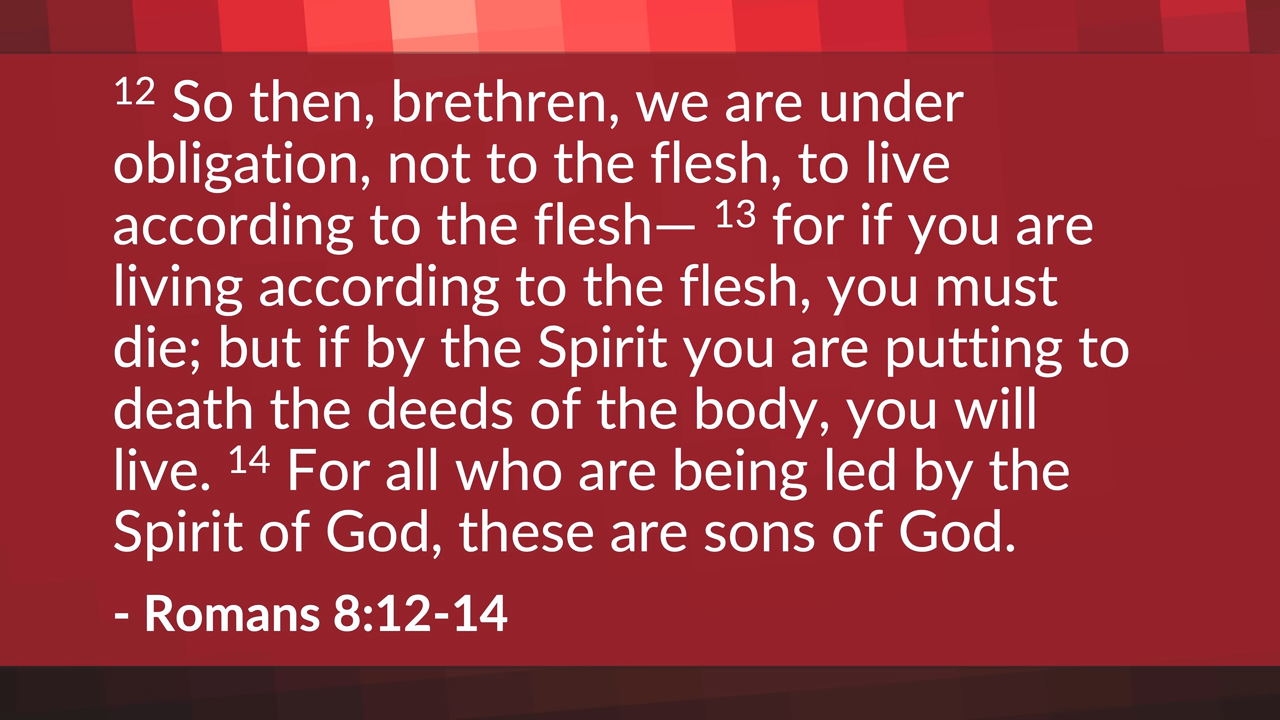 12 So then, brethren, we are under
obligation, not to the flesh, to live
according to the flesh— 13 for if you are
living according to the flesh, you must
die; but if by the Spirit you are putting to
death the deeds of the body, you will
live. 14 For all who are being led by the
Spirit of God, these are sons of God.
- Romans 8:12-14